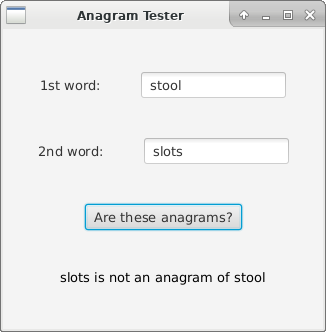 Anagram Tester
1st word: stool
2nd word: slots
Are these anagrams?
slots is not an anagram of stool